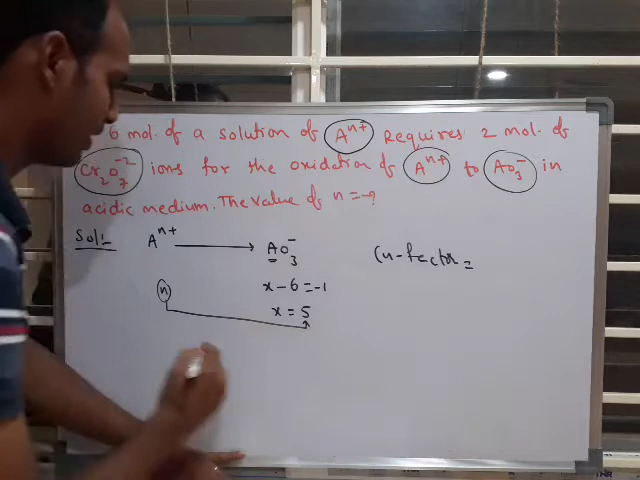 6 mol. of a solution of A^n+ Requires 2 mol. of
Cr2O7^-2 ions for the oxidation of A^n+ to AO3^- in
acidic medium. The value of n = -?
Sol:- A^n+ → AO3^- (n-factor =
n x-6=-1
x = 5